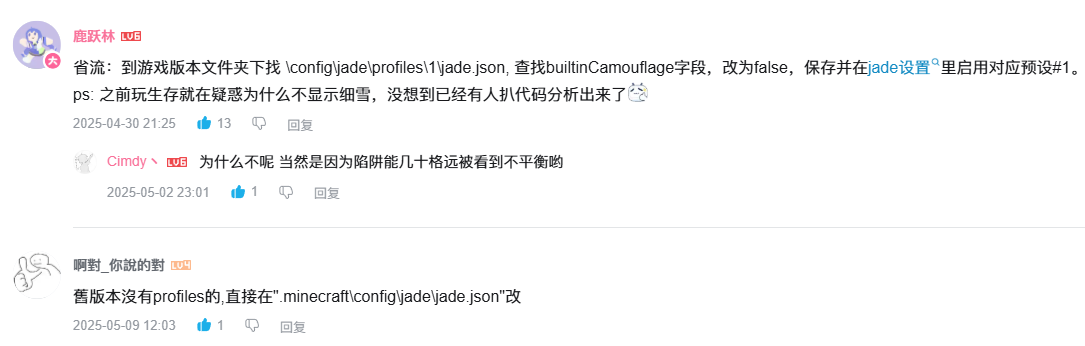 鹿跃林 LV6
大
省流：到游戏版本文件夹下找 \config\jade\profiles\1\jade.json, 查找builtinCamouflage字段，改为false，保存并在jade设置里启用对应预设#1。
ps: 之前玩生存就在疑惑为什么不显示细雪，没想到已经有人扒代码分析出来了
2025-04-30 21:25 13 回复
Cimdy丶 LV6 为什么不呢 当然是因为陷阱能几十格远被看到不平衡哟
2025-05-02 23:01 1 回复
啊對_你說的對 LV4
舊版本沒有profiles的,直接在".minecraft\config\jade\jade.json"改
2025-05-09 12:03 1 回复